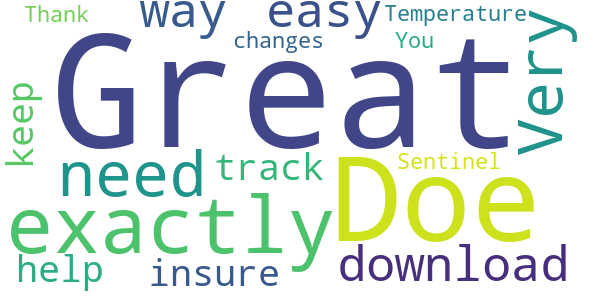 Thank way easy Temperature
changes You
Great Very
keep
need track Sentinel
exactly Doe
help insure download